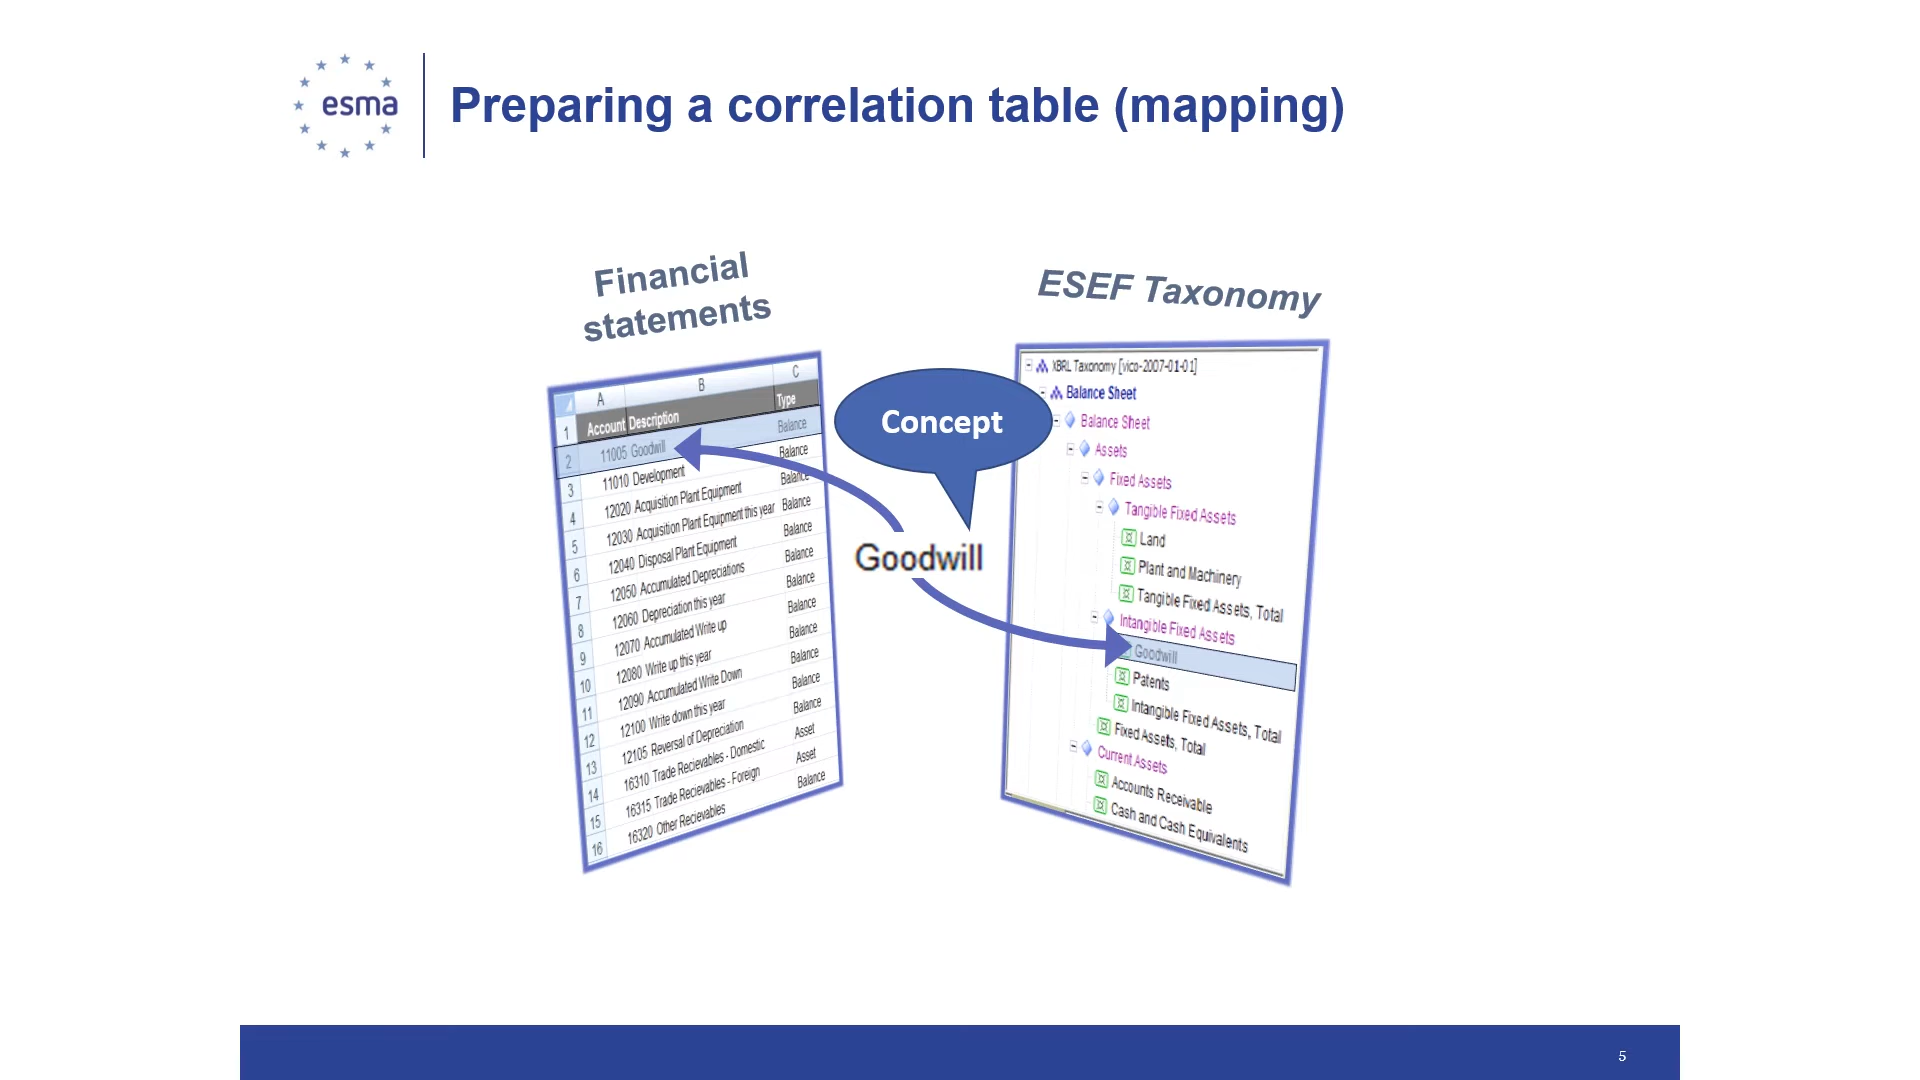 esma
Preparing a correlation table (mapping)
Financial
statements
A B C
1 Account Description Type
2 11005 Goodwill Balance
3 11010 Development Balance
4 12020 Acquisition Plant Equipment Balance
5 12030 Acquisition Plant Equipment this year Balance
6 12040 Disposal Plant Equipment Balance
7 12050 Accumulated Depreciations Balance
8 12060 Depreciation this year Balance
9 12070 Accumulated Write up Balance
10 12080 Write up this year Balance
11 12090 Accumulated Write Down Balance
12 12100 Write down this year Balance
13 12105 Reversal of Depreciation Balance
14 16310 Trade Recievables - Domestic Asset
15 16315 Trade Recievables - Foreign Asset
16 16320 Other Recievables Balance
Concept
Goodwill
ESEF Taxonomy
XBRL Taxonomy [vico-2007-01-01]
Balance Sheet
Balance Sheet
Assets
Fixed Assets
Tangible Fixed Assets
Land
Plant and Machinery
Tangible Fixed Assets, Total
Intangible Fixed Assets
Goodwill
Patents
Intangible Fixed Assets, Total
Fixed Assets, Total
Current Assets
Accounts Receivable
Cash and Cash Equivalents
5